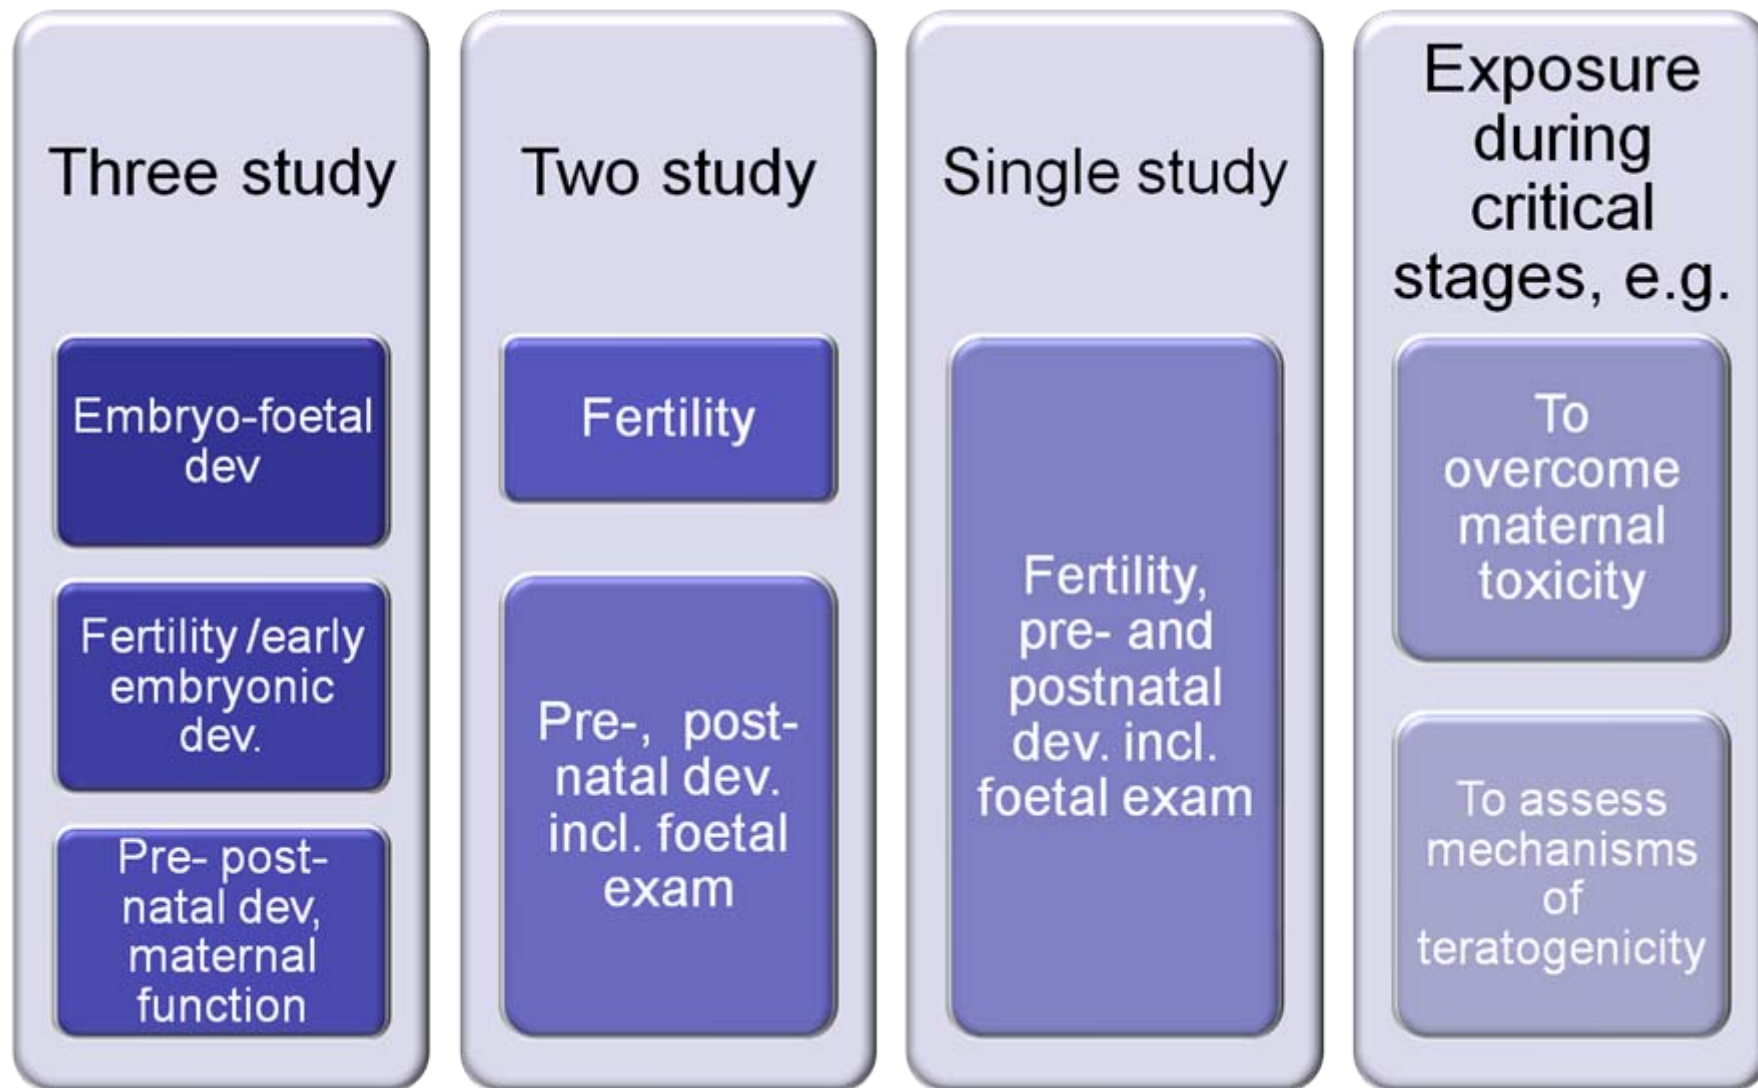 Three study
Embryo-foetal
dev
Fertility /early
embryonic
dev.
Pre- post-
natal dev,
maternal
function
Two study
Fertility
Pre-, post-
natal dev.
incl. foetal
exam
Single study
Fertility,
pre- and
postnatal
dev. incl.
foetal exam
Exposure
during
critical
stages, e.g.
To
overcome
maternal
toxicity
To assess
mechanisms
of
teratogenicity